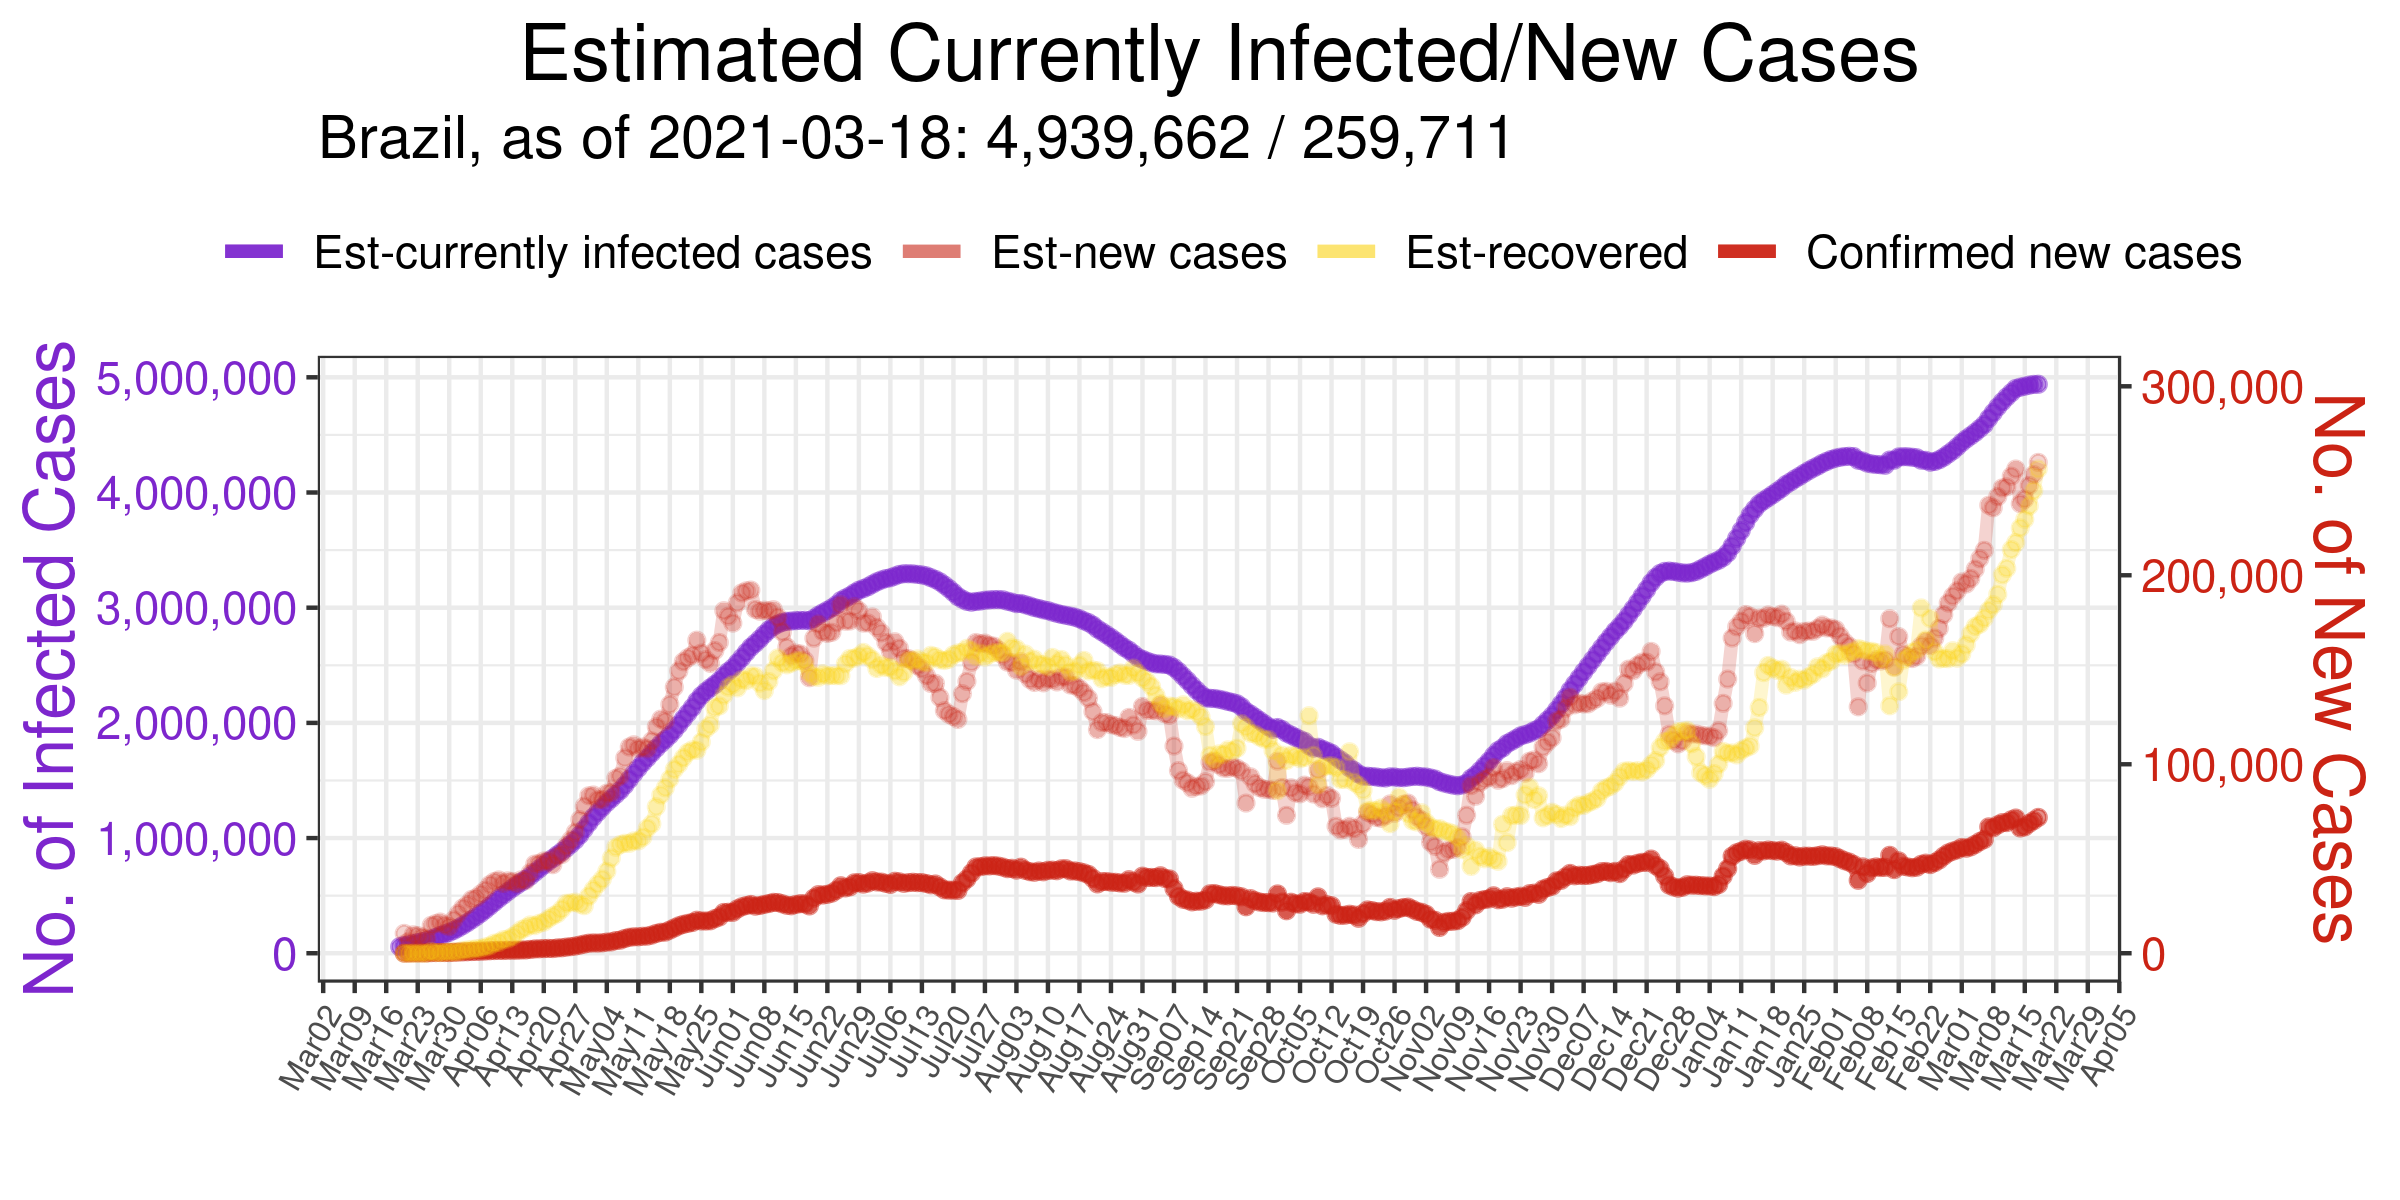 Estimated Currently Infected/New Cases
Brazil, as of 2021-03-18: 4,939,662 / 259,711
Est-currently infected cases
Est-new cases
Est-recovered
Confirmed new cases
No. of Infected Cases
5,000,000
4,000,000
3,000,000
2,000,000
1,000,000
0
300,000
200,000
100,000
0
No. of New Cases
Mar02
Mar09
Mar16
Mar23
Mar30
Apr06
Apr13
Apr20
Apr27
May04
May11
May18
May25
Jun01
Jun08
Jun15
Jun22
Jun29
Jul06
Jul13
Jul20
Jul27
Aug03
Aug10
Aug17
Aug24
Aug31
Sep07
Sep14
Sep21
Sep28
Oct05
Oct12
Oct19
Oct26
Nov02
Nov09
Nov16
Nov23
Nov30
Dec07
Dec14
Dec21
Dec28
Jan04
Jan11
Jan18
Jan25
Feb01
Feb08
Feb15
Feb22
Mar01
Mar08
Mar15
Mar22
Mar29
Apr05